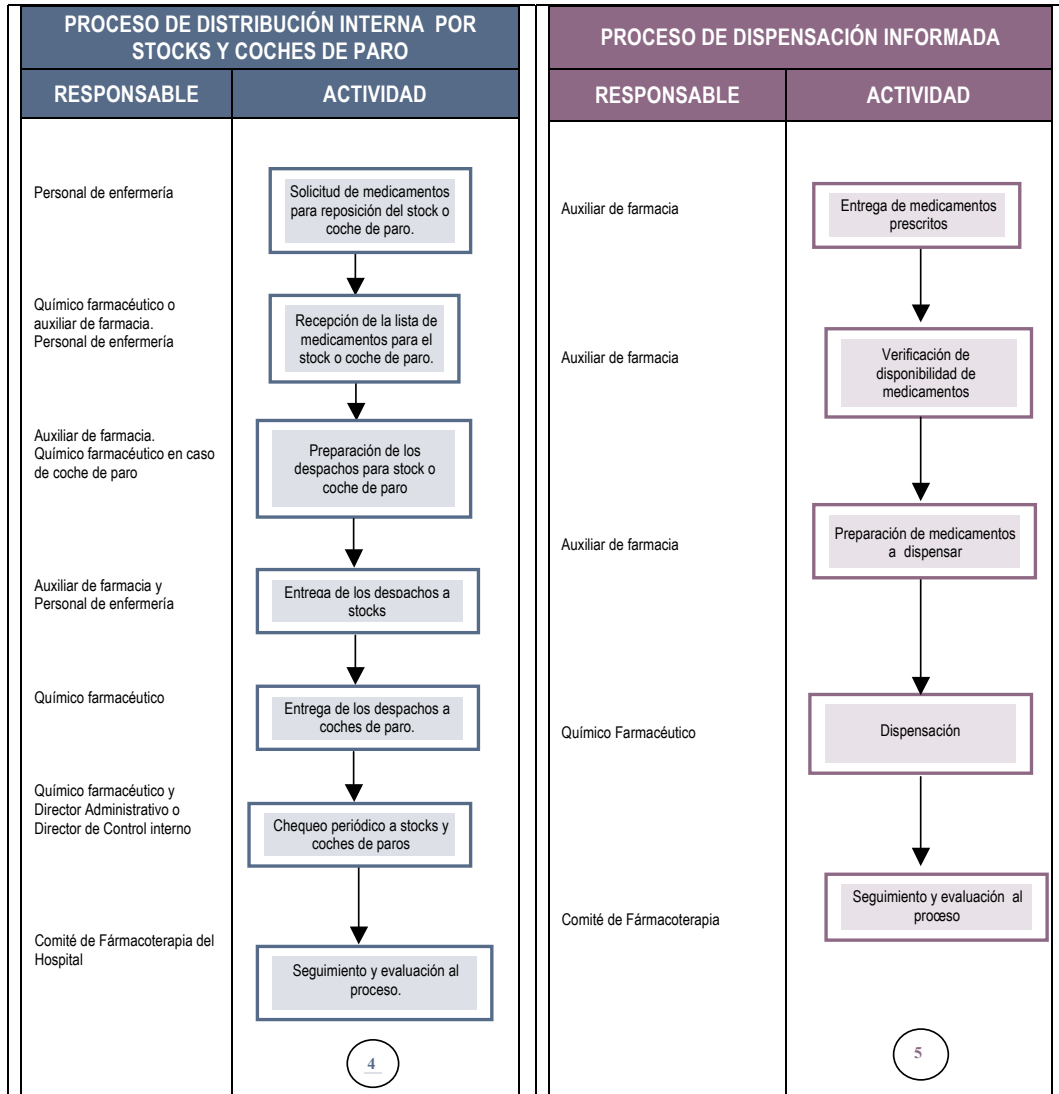 PROCESO DE DISTRIBUCIÓN INTERNA POR
STOCKS Y COCHES DE PARO
RESPONSABLE
ACTIVIDAD
Personal de enfermería
Solicitud de medicamentos
para reposición del stock o
coche de paro.
Químico farmacéutico o
auxiliar de farmacia.
Personal de enfermería
Recepción de la lista de
medicamentos para el
stock o coche de paro.
Auxiliar de farmacia.
Químico farmacéutico en caso
de coche de paro
Preparación de los
despachos para stock o
coche de paro
Auxiliar de farmacia y
Personal de enfermería
Entrega de los despachos a
stocks
Químico farmacéutico
Entrega de los despachos a
coches de paro.
Químico farmacéutico y
Director Administrativo o
Director de Control interno
Chequeo periódico a stocks y
coches de paros
Comité de Fármacoterapia del
Hospital
Seguimiento y evaluación al
proceso.
4
PROCESO DE DISPENSACIÓN INFORMADA
RESPONSABLE
ACTIVIDAD
Auxiliar de farmacia
Entrega de medicamentos
prescritos
Auxiliar de farmacia
Verificación de
disponibilidad de
medicamentos
Auxiliar de farmacia
Preparación de medicamentos
a dispensar
Químico Farmacéutico
Dispensación
Comité de Fármacoterapia
Seguimiento y evaluación al
proceso
5